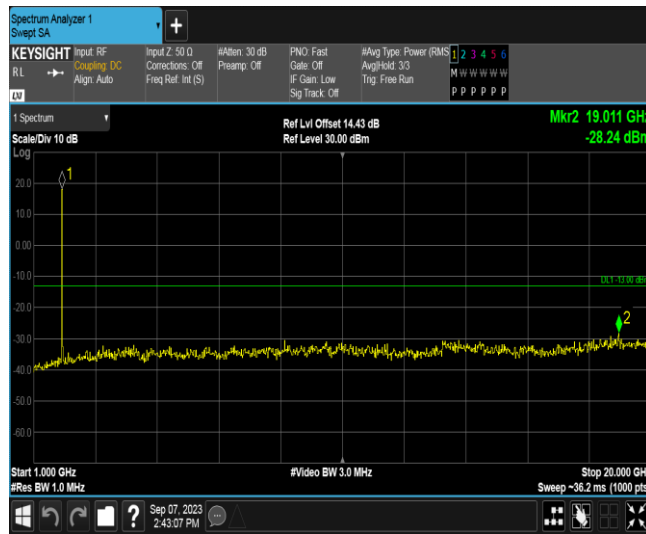 Spectrum Analyzer 1
Swept SA
+
KEYSIGHT
RL
LXI
Input: RF
Coupling: DC
Align: Auto
Input Z: 50 Ω
Corrections: Off
Freq Ref: Int (S)
#Atten: 30 dB
Preamp: Off
PNO: Fast
Gate: Off
IF Gain: Low
Sig Track: Off
#Avg Type: Power (RMS
Avg|Hold: 3/3
Trig: Free Run
1 2 3 4 5 6
M W W W W W
P P P P P P
1 Spectrum
Scale/Div 10 dB
Log
Ref Lvl Offset 14.43 dB
Ref Level 30.00 dBm
Mkr2 19.011 GHz
-28.24 dBm
1
20.0
10.0
0.00
-10.0
DL1 -13.00 dBm
-20.0
2
-30.0
-40.0
-50.0
-60.0
Start 1.000 GHz
#Res BW 1.0 MHz
#Video BW 3.0 MHz
Stop 20.000 GH
Sweep ~36.2 ms (1000 pts
?
Sep 07, 2023
2:43:07 PM